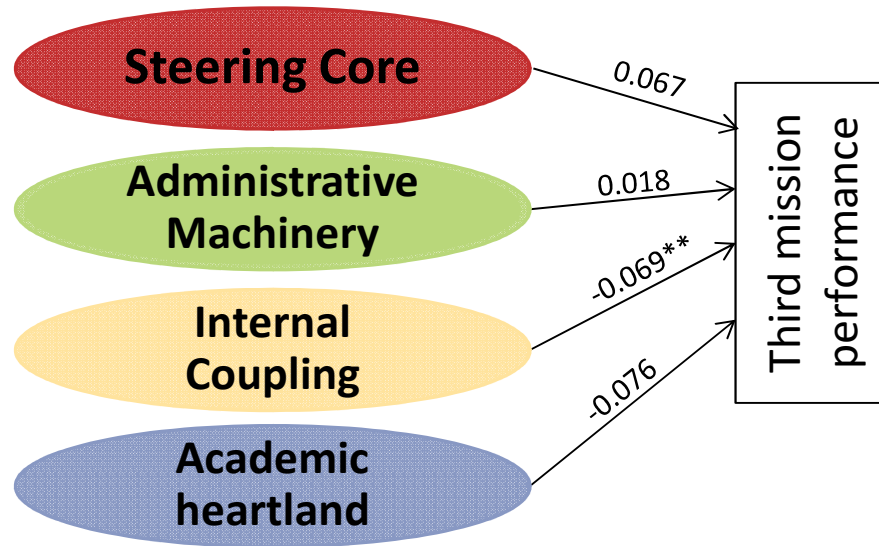 Steering Core
0.067
Administrative
Machinery
0.018
Internal
Coupling
-0.069**
Academic
heartland
-0.076
Third mission
performance